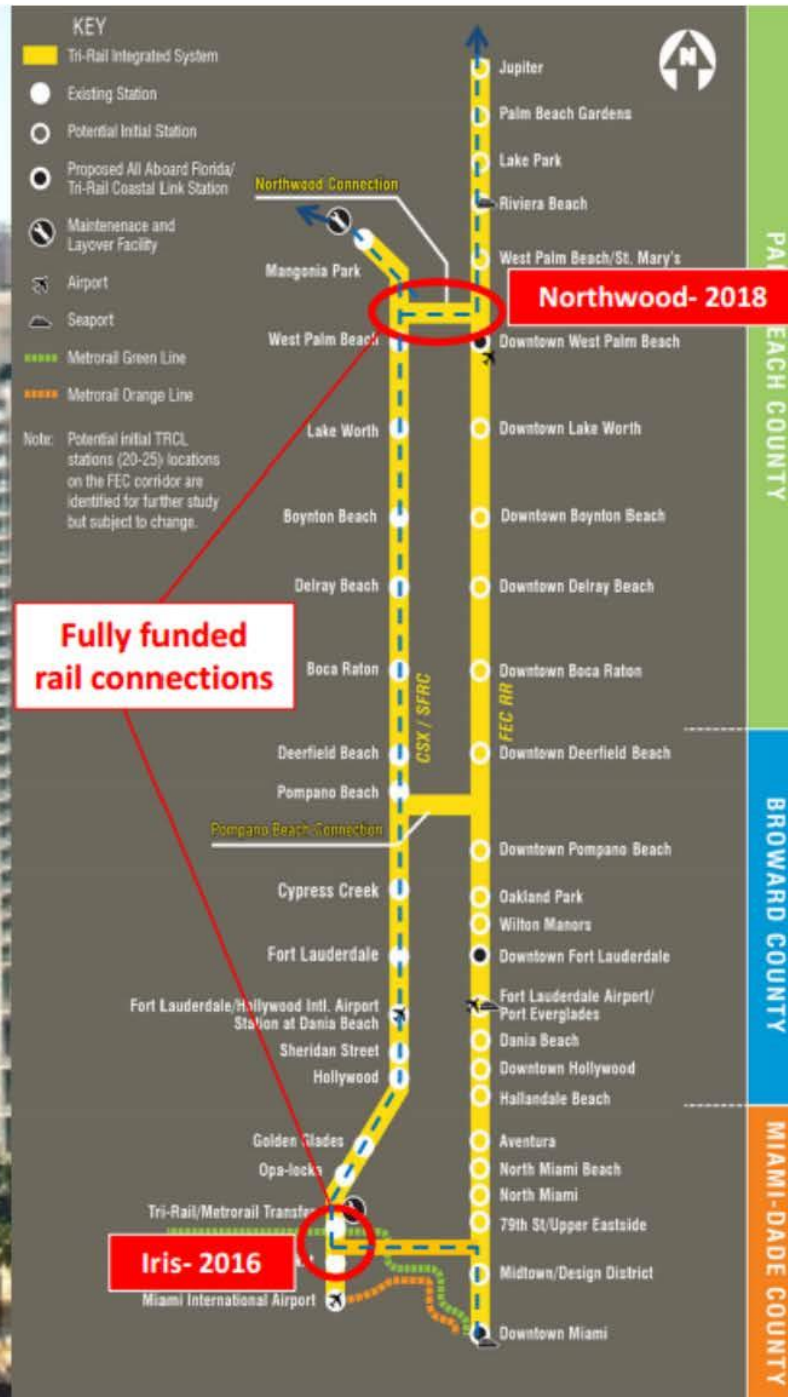 KEY
Tri-Rail Integrated System
Existing Station
Potential Initial Station
Proposed All Aboard Florida/
Tri-Rail Coastal Link Station
Maintenenace and
Layover Facility
Airport
Seaport
Metrorail Green Line
Metrorail Orange Line
Note: Potential initial TRCL
stations (20-25) locations
on the FEC corridor are
identified for further study
but subject to change.
N
Northwood Connection
Mangonia Park
West Palm Beach
Lake Worth
Boynton Beach
Delray Beach
Boca Raton
Deerfield Beach
Pompano Beach
Pompano Beach Connection
Cypress Creek
Fort Lauderdale
Fort Lauderdale/Hollywood Intl. Airport
Station at Dania Beach
Sheridan Street
Hollywood
Golden Glades
Opa-locka
Tri-Rail/Metrorail Transfer
Miami International Airport
CSX / SFRC
FEC RR
Jupiter
Palm Beach Gardens
Lake Park
Riviera Beach
West Palm Beach/St. Mary's
Downtown West Palm Beach
Downtown Lake Worth
Downtown Boynton Beach
Downtown Delray Beach
Downtown Boca Raton
Downtown Deerfield Beach
Downtown Pompano Beach
Oakland Park
Wilton Manors
Downtown Fort Lauderdale
Fort Lauderdale Airport/
Port Everglades
Dania Beach
Downtown Hollywood
Hallandale Beach
Aventura
North Miami Beach
North Miami
79th St/Upper Eastside
Midtown/Design District
Downtown Miami
Northwood- 2018
Fully funded
rail connections
Iris- 2016
COUNTY
BROWARD COUNTY
MIAMI-DADE COUNTY